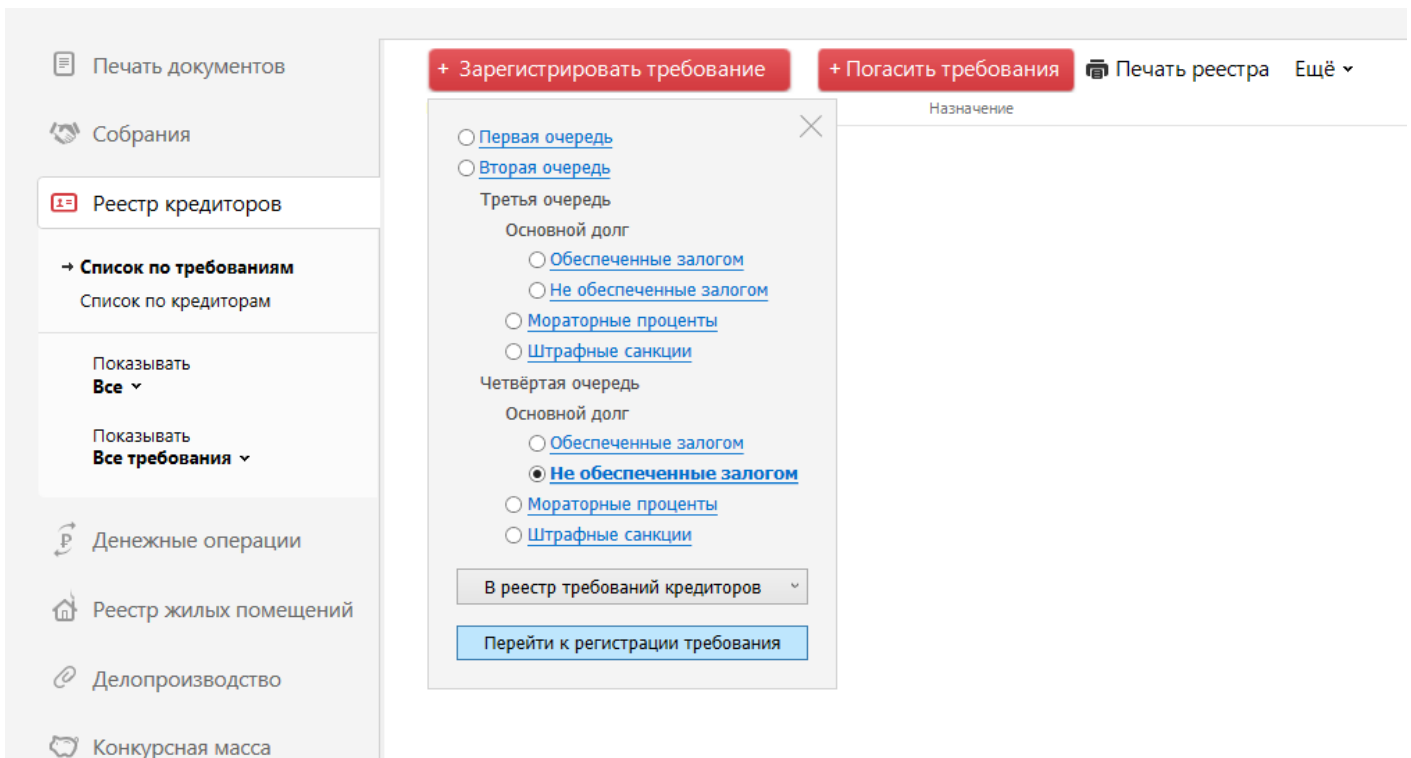 Печать документов
Собрания
Реестр кредиторов
→ Список по требованиям
Список по кредиторам
Показывать
Все
Показывать
Все требования
Денежные операции
Реестр жилых помещений
Делопроизводство
Конкурсная масса
+ Зарегистрировать требование
+ Погасить требования
Печать реестра
Ещё
Назначение
Первая очередь
Вторая очередь
Третья очередь
Основной долг
Обеспеченные залогом
Не обеспеченные залогом
Мораторные проценты
Штрафные санкции
Четвёртая очередь
Основной долг
Обеспеченные залогом
Не обеспеченные залогом
Мораторные проценты
Штрафные санкции
В реестр требований кредиторов
Перейти к регистрации требования